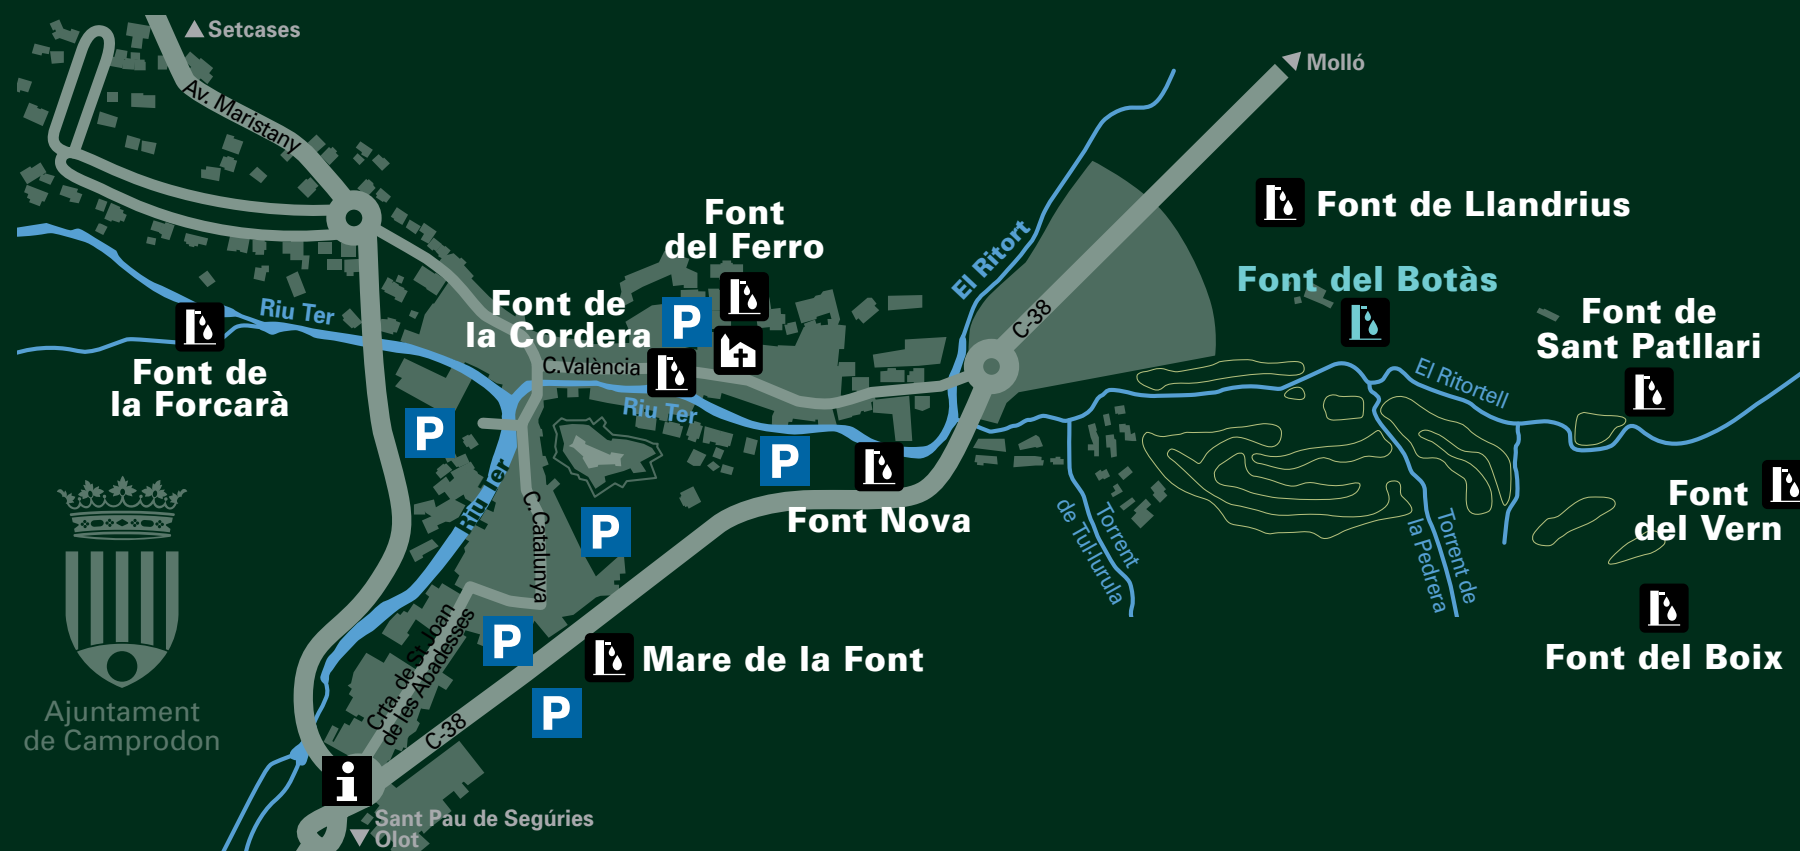 Setcases
Molló
Av. Maristany
Font de Llandrius
Font
del Ferro
El Ritort
Font del Botàs
Riu Ter
Font de
la Cordera
P
C-38
Font de
Sant Patllari
C.València
Font de
la Forcarà
El Ritortell
Riu Ter
P
P
Font
del Vern
Riu Ter
C. Catalunya
Font Nova
P
Torrent
de Tul·lurula
Torrent de
la Pedrera
P
Crta. de St. Joan
de les Abadesses
Mare de la Font
Font del Boix
P
C-38
Ajuntament
de Camprodon
i
Sant Pau de Segúries
Olot